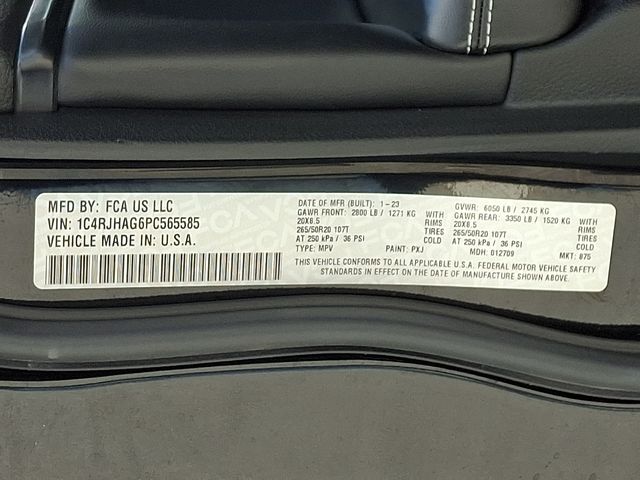 MFD BY: FCA US LLC
VIN: 1C4RJHAG6PC565585
VEHICLE MADE IN: U.S.A.
DATE OF MFR (BUILT): 1-23 GVWR: 6050 LB / 2745 KG
GAWR FRONT: 2800 LB / 1271 KG WITH GAWR REAR: 3350 LB / 1520 KG WITH
20X8.5 RIMS 20X8.5 RIMS
265/50R20 107T TIRES 265/50R20 107T TIRES
AT 250 kPa / 36 PSI COLD AT 250 kPa / 36 PSI COLD
TYPE: MPV PAINT: PXJ MDH: 012709 MKT: 875
THIS VEHICLE CONFORMS TO ALL APPLICABLE U.S.A. FEDERAL MOTOR VEHICLE SAFETY
STANDARDS IN EFFECT ON THE DATE OF MANUFACTURE SHOWN ABOVE.